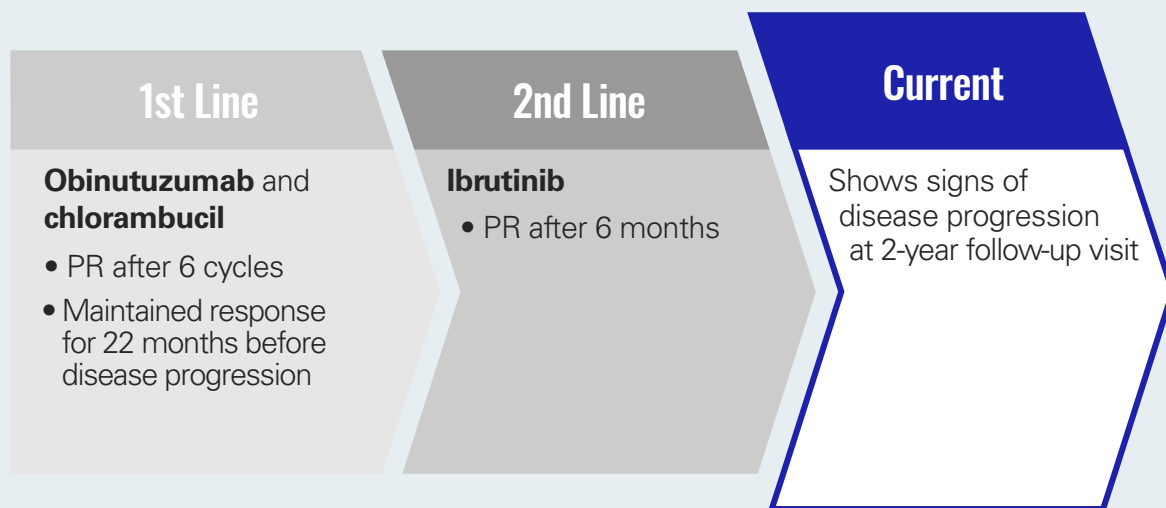 1st Line
Obinutuzumab and
chlorambucil
• PR after 6 cycles
• Maintained response
for 22 months before
disease progression
2nd Line
Ibrutinib
• PR after 6 months
Current
Shows signs of
disease progression
at 2-year follow-up visit